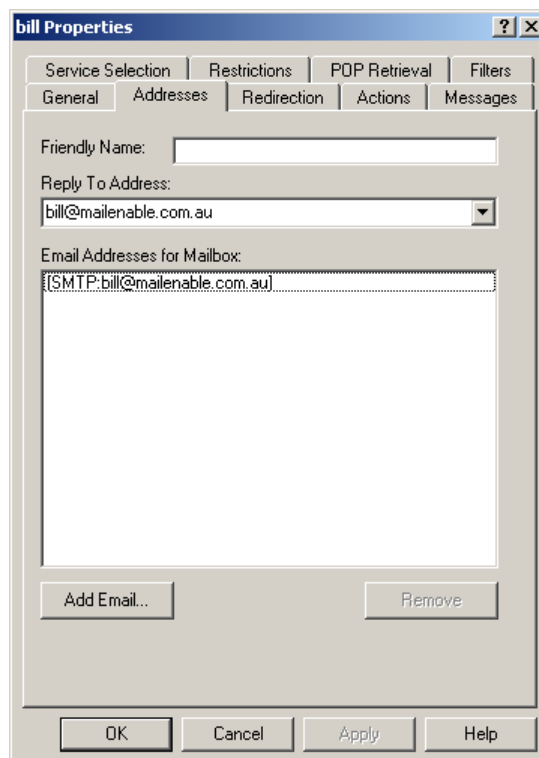 bill Properties
Service Selection Restrictions POP Retrieval Filters
General Addresses Redirection Actions Messages
Friendly Name:
Reply To Address:
bill@mailenable.com.au
Email Addresses for Mailbox:
[SMTP:bill@mailenable.com.au]
Add Email... Remove
OK Cancel Apply Help